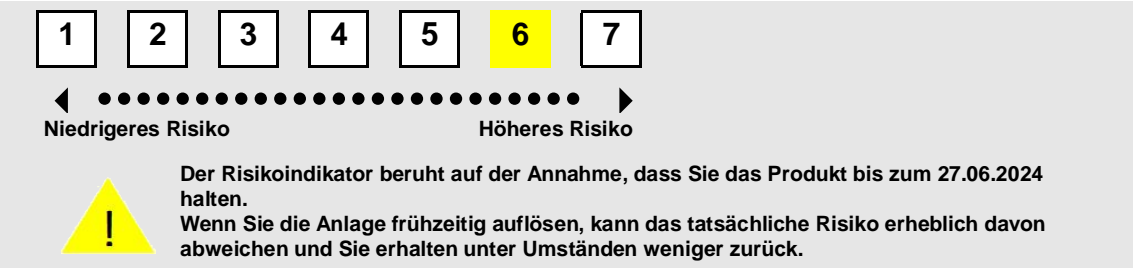 1 2 3 4 5 6 7
Niedrigeres Risiko Höheres Risiko
Der Risikoindikator beruht auf der Annahme, dass Sie das Produkt bis zum 27.06.2024
halten.
Wenn Sie die Anlage frühzeitig auflösen, kann das tatsächliche Risiko erheblich davon
abweichen und Sie erhalten unter Umständen weniger zurück.
!